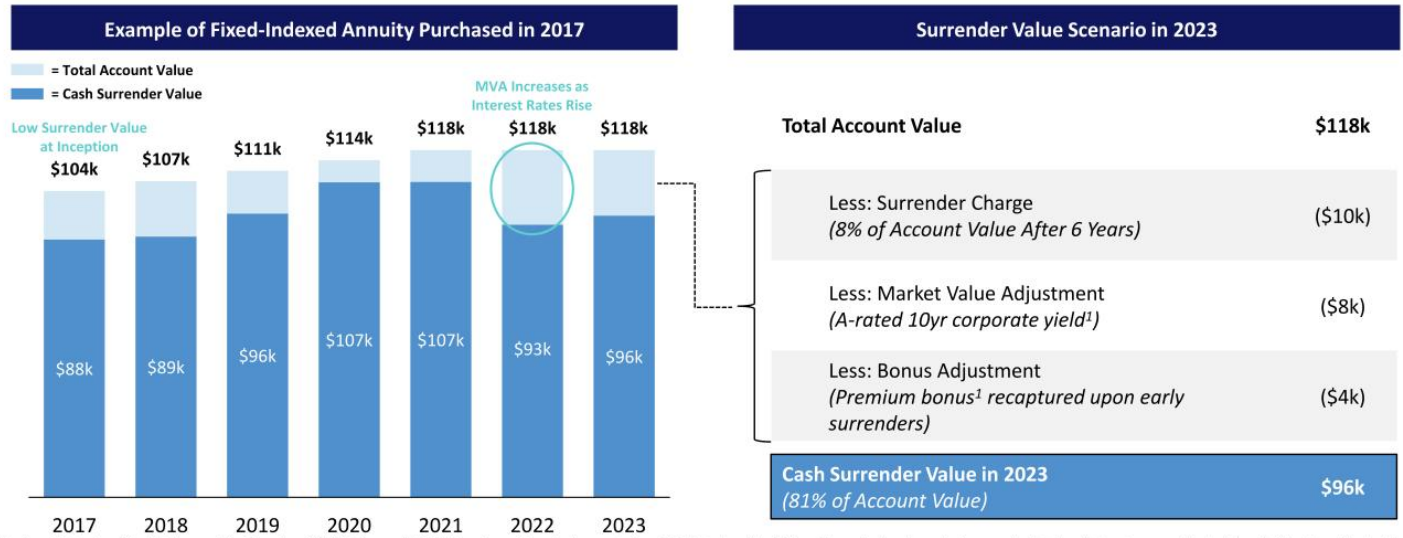 Example of Fixed-Indexed Annuity Purchased in 2017
= Total Account Value
= Cash Surrender Value
Low Surrender Value
at Inception
MVA Increases as
Interest Rates Rise
$104k
$107k
$111k
$114k
$118k
$118k
$118k
$88k
$89k
$96k
$107k
$107k
$93k
$96k
2017
2018
2019
2020
2021
2022
2023
Surrender Value Scenario in 2023
Total Account Value $118k
Less: Surrender Charge
(8% of Account Value After 6 Years)
($10k)
Less: Market Value Adjustment
(A-rated 10yr corporate yield¹)
($8k)
Less: Bonus Adjustment
(Premium bonus¹ recaptured upon early
surrenders)
($4k)
Cash Surrender Value in 2023
(81% of Account Value)
$96k